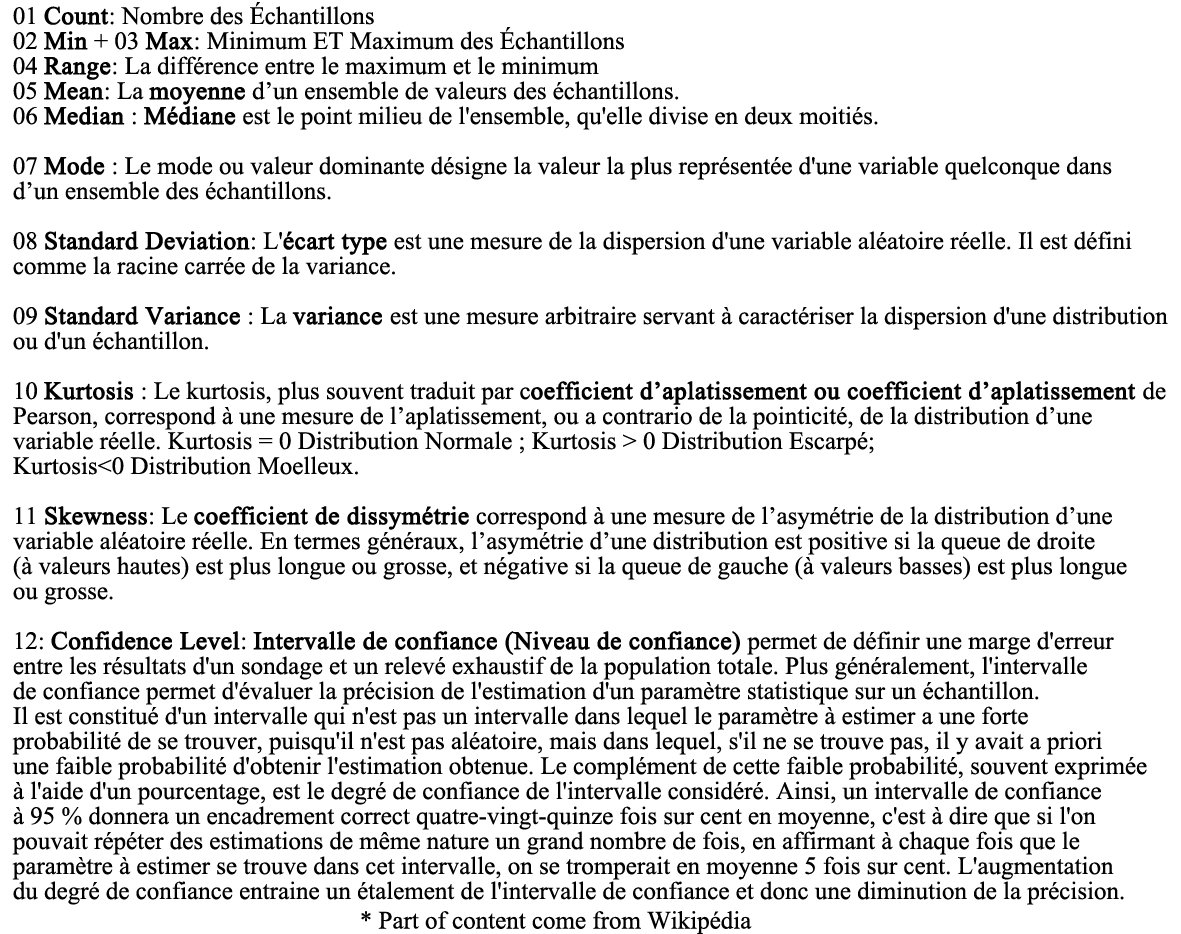 01 Count: Nombre des Échantillons
02 Min + 03 Max: Minimum ET Maximum des Échantillons
04 Range: La différence entre le maximum et le minimum
05 Mean: La moyenne d’un ensemble de valeurs des échantillons.
06 Median : Médiane est le point milieu de l'ensemble, qu'elle divise en deux moitiés.
07 Mode : Le mode ou valeur dominante désigne la valeur la plus représentée d'une variable quelconque dans
d’un ensemble des échantillons.
08 Standard Deviation: L'écart type est une mesure de la dispersion d'une variable aléatoire réelle. Il est défini
comme la racine carrée de la variance.
09 Standard Variance : La variance est une mesure arbitraire servant à caractériser la dispersion d'une distribution
ou d'un échantillon.
10 Kurtosis : Le kurtosis, plus souvent traduit par coefficient d’aplatissement ou coefficient d’aplatissement de
Pearson, correspond à une mesure de l’aplatissement, ou a contrario de la pointicité, de la distribution d’une
variable réelle. Kurtosis = 0 Distribution Normale ; Kurtosis > 0 Distribution Escarpé;
Kurtosis<0 Distribution Moelleux.
11 Skewness: Le coefficient de dissymétrie correspond à une mesure de l’asymétrie de la distribution d’une
variable aléatoire réelle. En termes généraux, l’asymétrie d’une distribution est positive si la queue de droite
(à valeurs hautes) est plus longue ou grosse, et négative si la queue de gauche (à valeurs basses) est plus longue
ou grosse.
12: Confidence Level: Intervalle de confiance (Niveau de confiance) permet de définir une marge d'erreur
entre les résultats d'un sondage et un relevé exhaustif de la population totale. Plus généralement, l'intervalle
de confiance permet d'évaluer la précision de l'estimation d'un paramètre statistique sur un échantillon.
Il est constitué d'un intervalle qui n'est pas un intervalle dans lequel le paramètre à estimer a une forte
probabilité de se trouver, puisqu'il n'est pas aléatoire, mais dans lequel, s'il ne se trouve pas, il y avait a priori
une faible probabilité d'obtenir l'estimation obtenue. Le complément de cette faible probabilité, souvent exprimée
à l'aide d'un pourcentage, est le degré de confiance de l'intervalle considéré. Ainsi, un intervalle de confiance
à 95 % donnera un encadrement correct quatre-vingt-quinze fois sur cent en moyenne, c'est à dire que si l'on
pouvait répéter des estimations de même nature un grand nombre de fois, en affirmant à chaque fois que le
paramètre à estimer se trouve dans cet intervalle, on se tromperait en moyenne 5 fois sur cent. L'augmentation
du degré de confiance entraine un étalement de l'intervalle de confiance et donc une diminution de la précision.
* Part of content come from Wikipédia